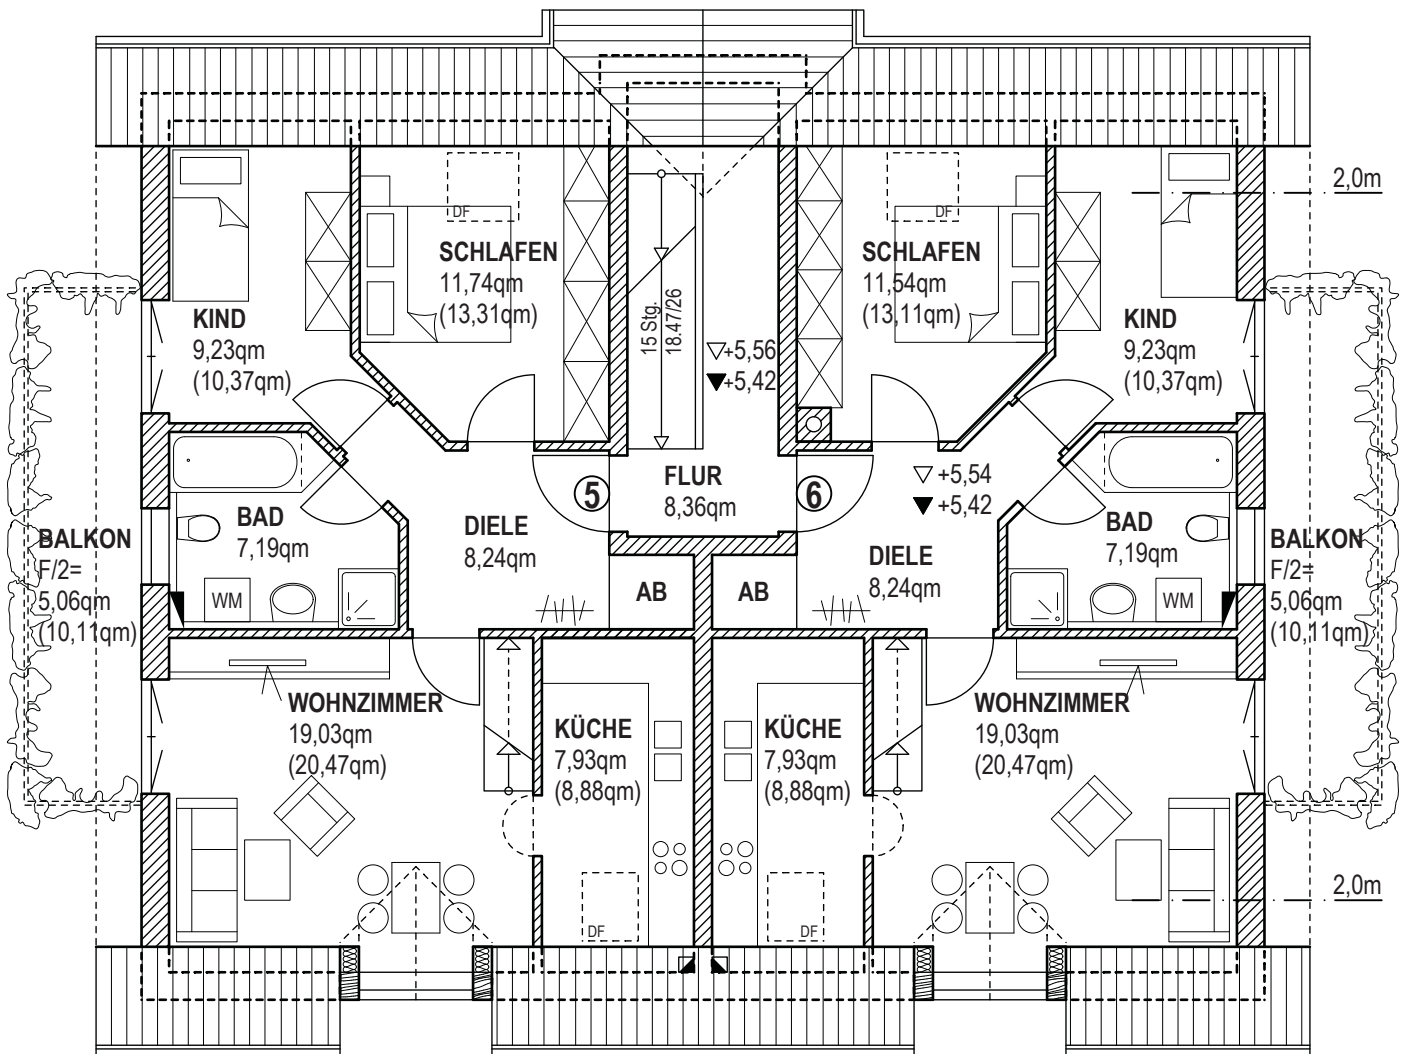 2,0m
DF
DF
SCHLAFEN
11,74qm
(13,31qm)
SCHLAFEN
11,54qm
(13,11qm)
KIND
9,23qm
(10,37qm)
15 Stg.
18.47/26
+5,56
+5,42
KIND
9,23qm
(10,37qm)
FLUR
8,36qm
5
6
+5,54
+5,42
BAD
7,19qm
DIELE
8,24qm
DIELE
8,24qm
BAD
7,19qm
BALKON
F/2=
5,06qm
(10,11qm)
BALKON
F/2=
5,06qm
(10,11qm)
WM
AB
AB
WM
WOHNZIMMER
19,03qm
(20,47qm)
KÜCHE
7,93qm
(8,88qm)
KÜCHE
7,93qm
(8,88qm)
WOHNZIMMER
19,03qm
(20,47qm)
2,0m
DF
DF